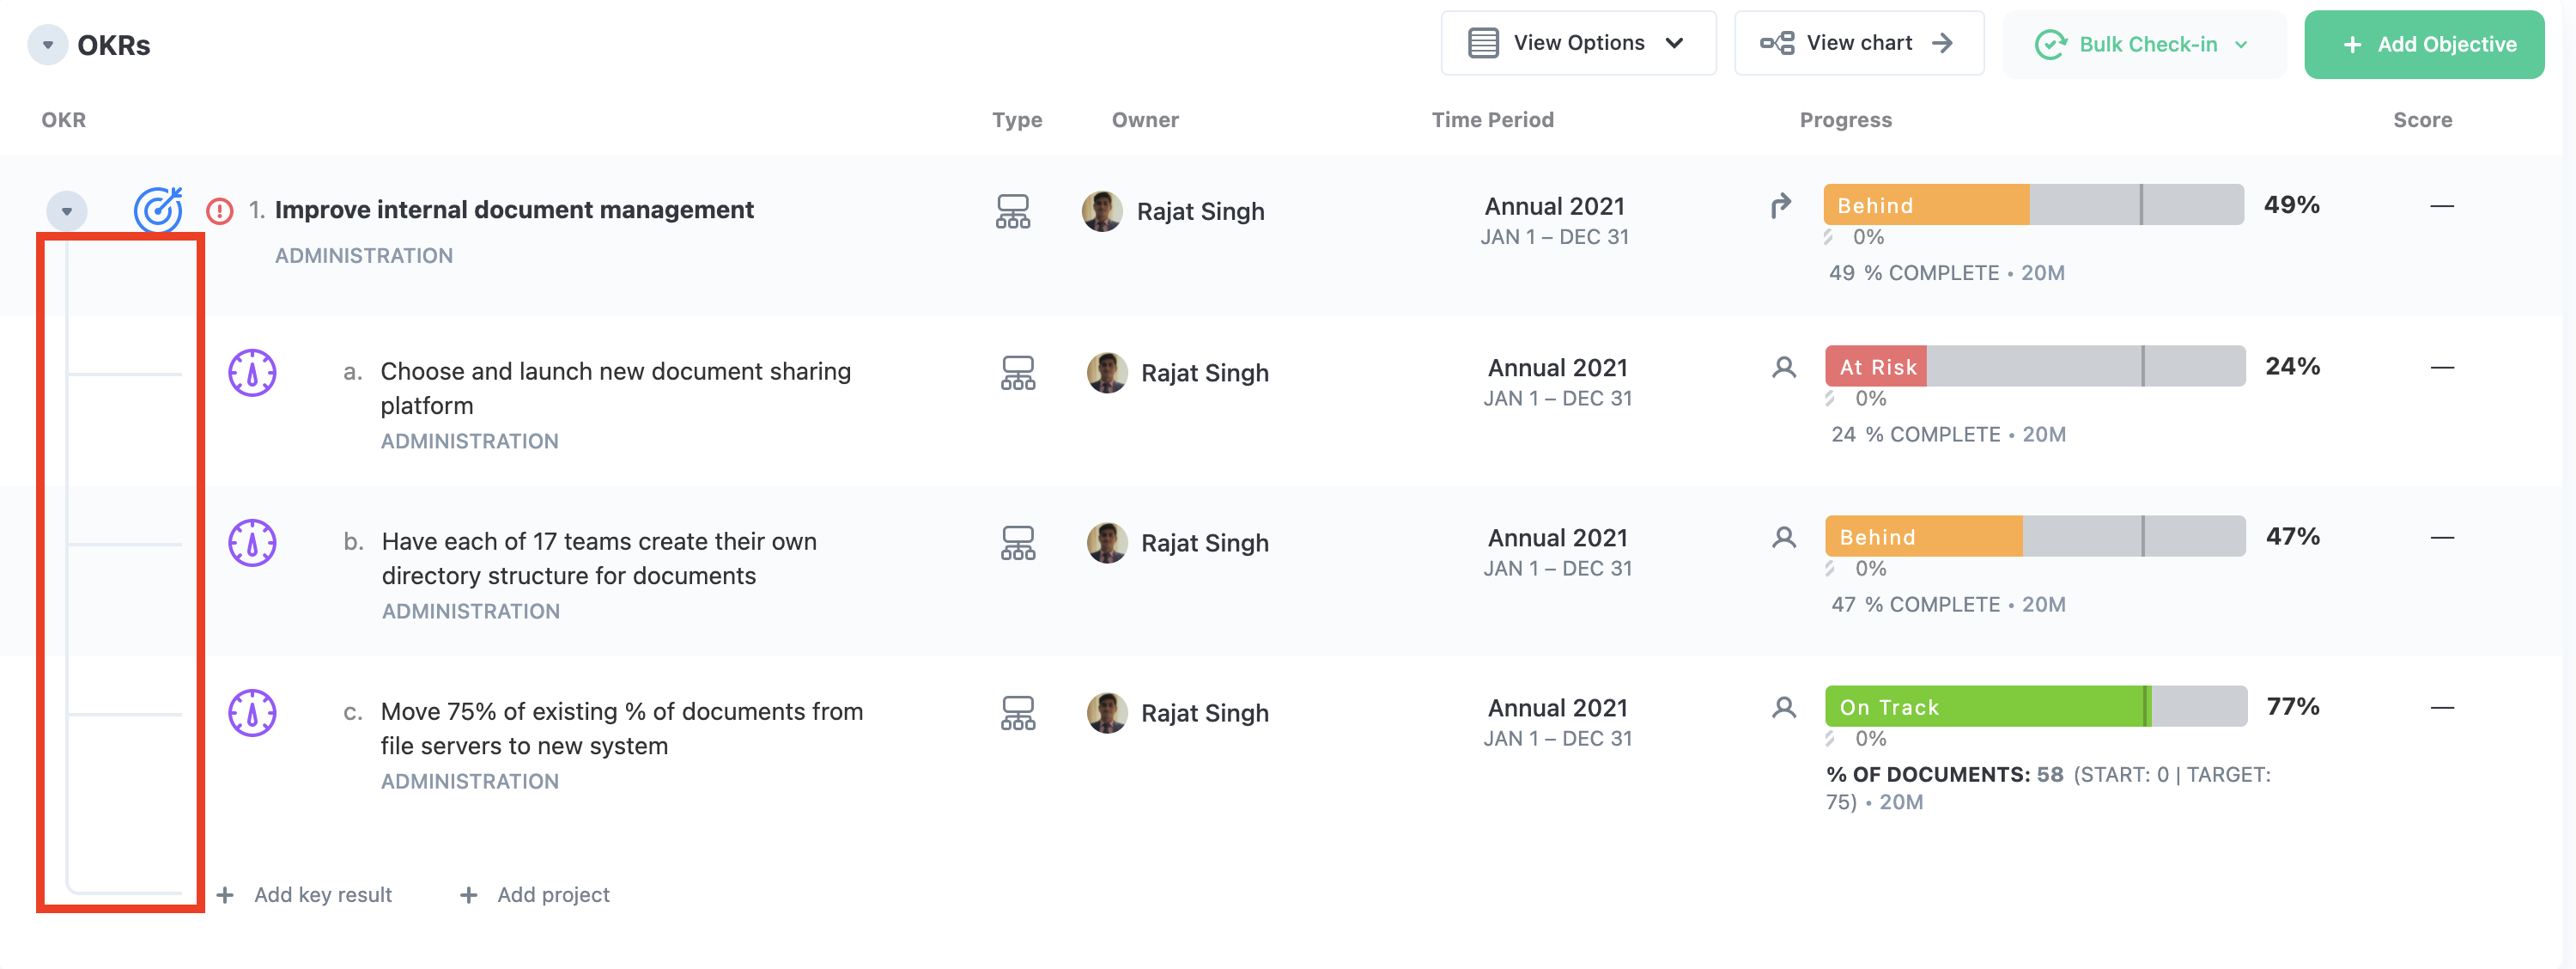 OKRs
View Options
View chart
Bulk Check-in
+ Add Objective
OKR Type Owner Time Period Progress Score
1. Improve internal document management
ADMINISTRATION
Rajat Singh
Annual 2021
JAN 1 – DEC 31
Behind
49%
—
0%
49 % COMPLETE • 20M
a. Choose and launch new document sharing
platform
ADMINISTRATION
Rajat Singh
Annual 2021
JAN 1 – DEC 31
At Risk
24%
—
0%
24 % COMPLETE • 20M
b. Have each of 17 teams create their own
directory structure for documents
ADMINISTRATION
Rajat Singh
Annual 2021
JAN 1 – DEC 31
Behind
47%
—
0%
47 % COMPLETE • 20M
c. Move 75% of existing % of documents from
file servers to new system
ADMINISTRATION
Rajat Singh
Annual 2021
JAN 1 – DEC 31
On Track
77%
—
0%
% OF DOCUMENTS: 58 (START: 0 | TARGET:
75) • 20M
+ Add key result
+ Add project